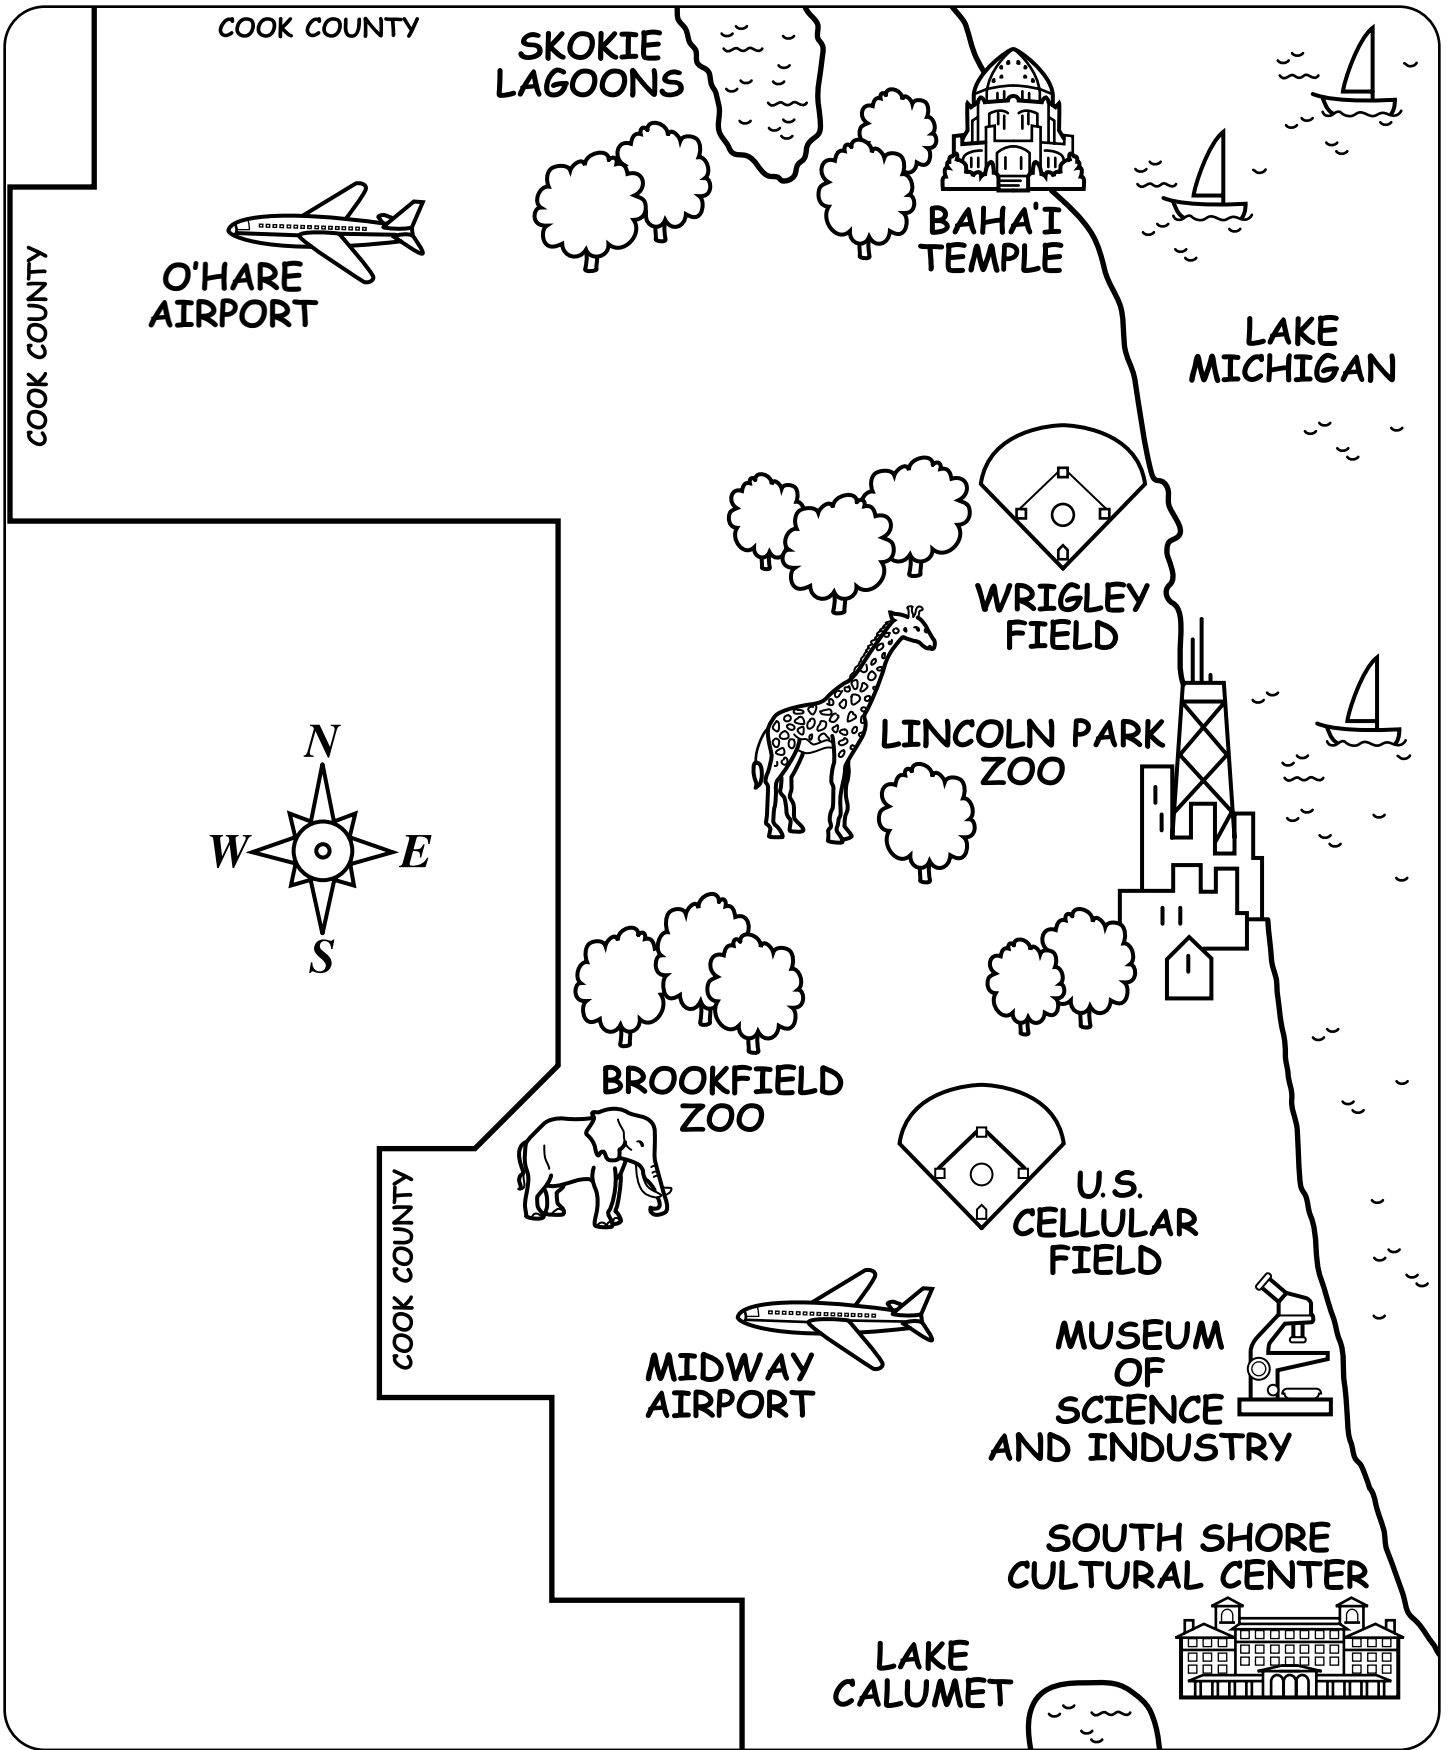 COOK COUNTY
SKOKIE
LAGOONS
BAHA'I
TEMPLE
O'HARE
AIRPORT
COOK COUNTY
LAKE
MICHIGAN
WRIGLEY
FIELD
LINCOLN PARK
ZOO
N
W
E
S
BROOKFIELD
ZOO
COOK COUNTY
U.S.
CELLULAR
FIELD
MIDWAY
AIRPORT
MUSEUM
OF
SCIENCE
AND INDUSTRY
SOUTH SHORE
CULTURAL CENTER
LAKE
CALUMET